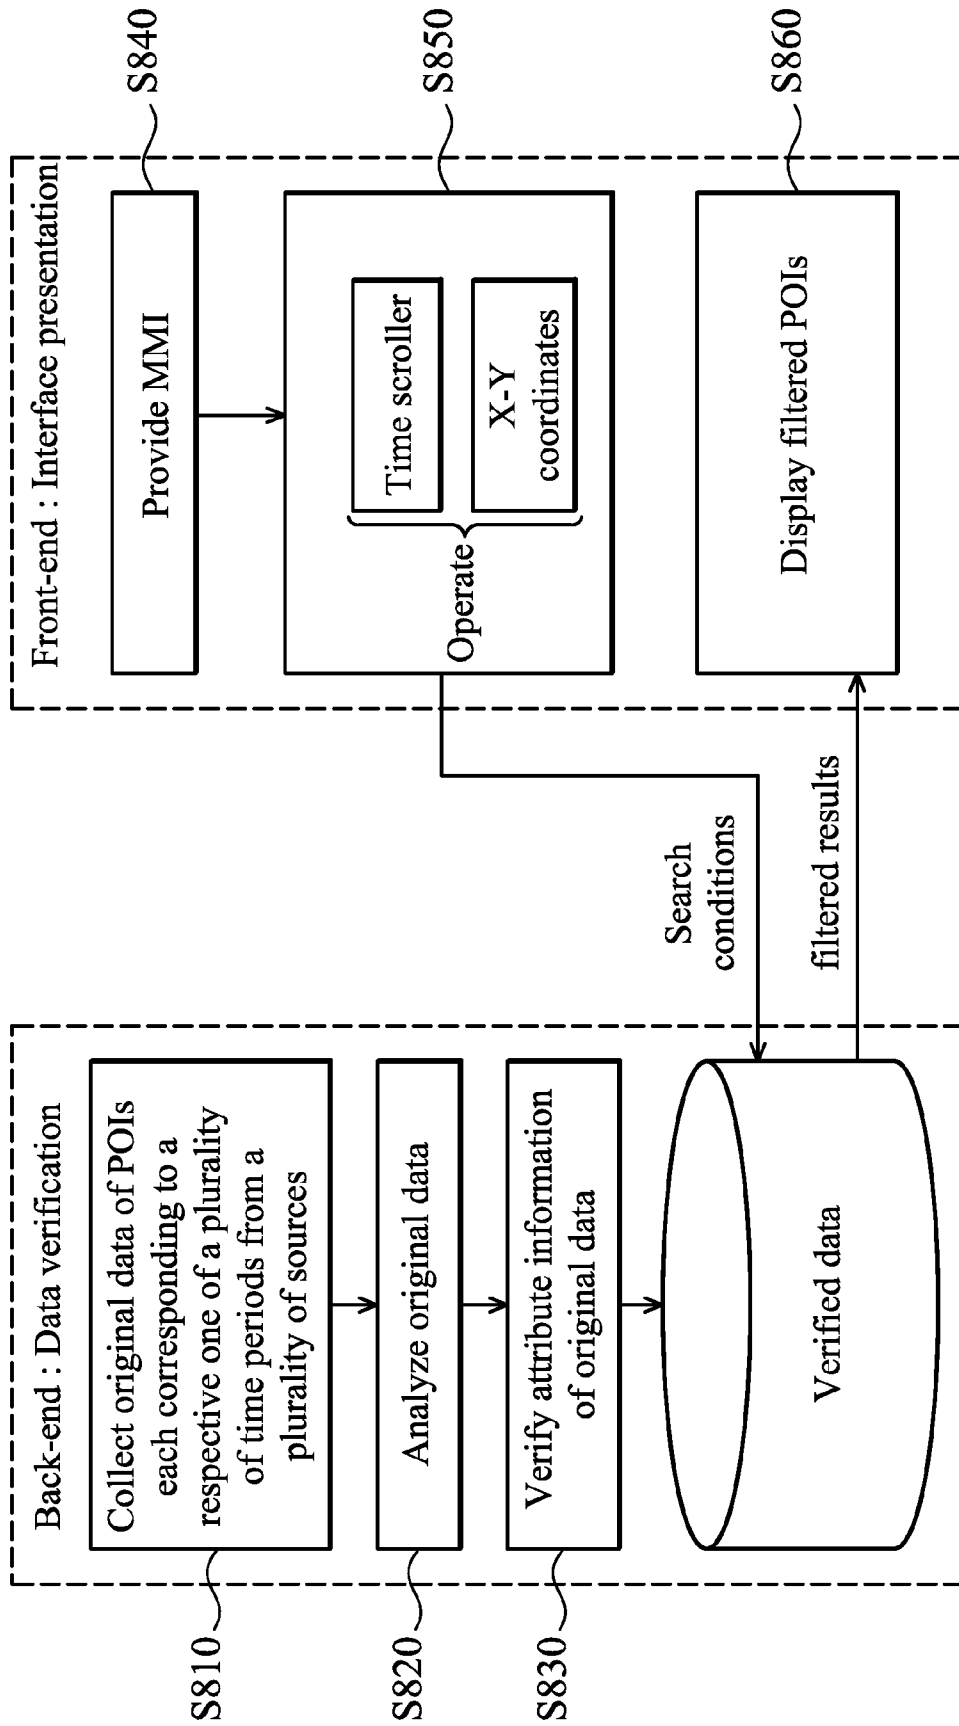 Back-end : Data verification
S810
Collect original data of POIs
each corresponding to a
respective one of a plurality
of time periods from a
plurality of sources
S820
Analyze original data
S830
Verify attribute information
of original data
Verified data
Search
conditions
filtered results
Front-end : Interface presentation
Provide MMI
S840
Operate
Time scroller
X-Y
coordinates
S850
Display filtered POIs
S860